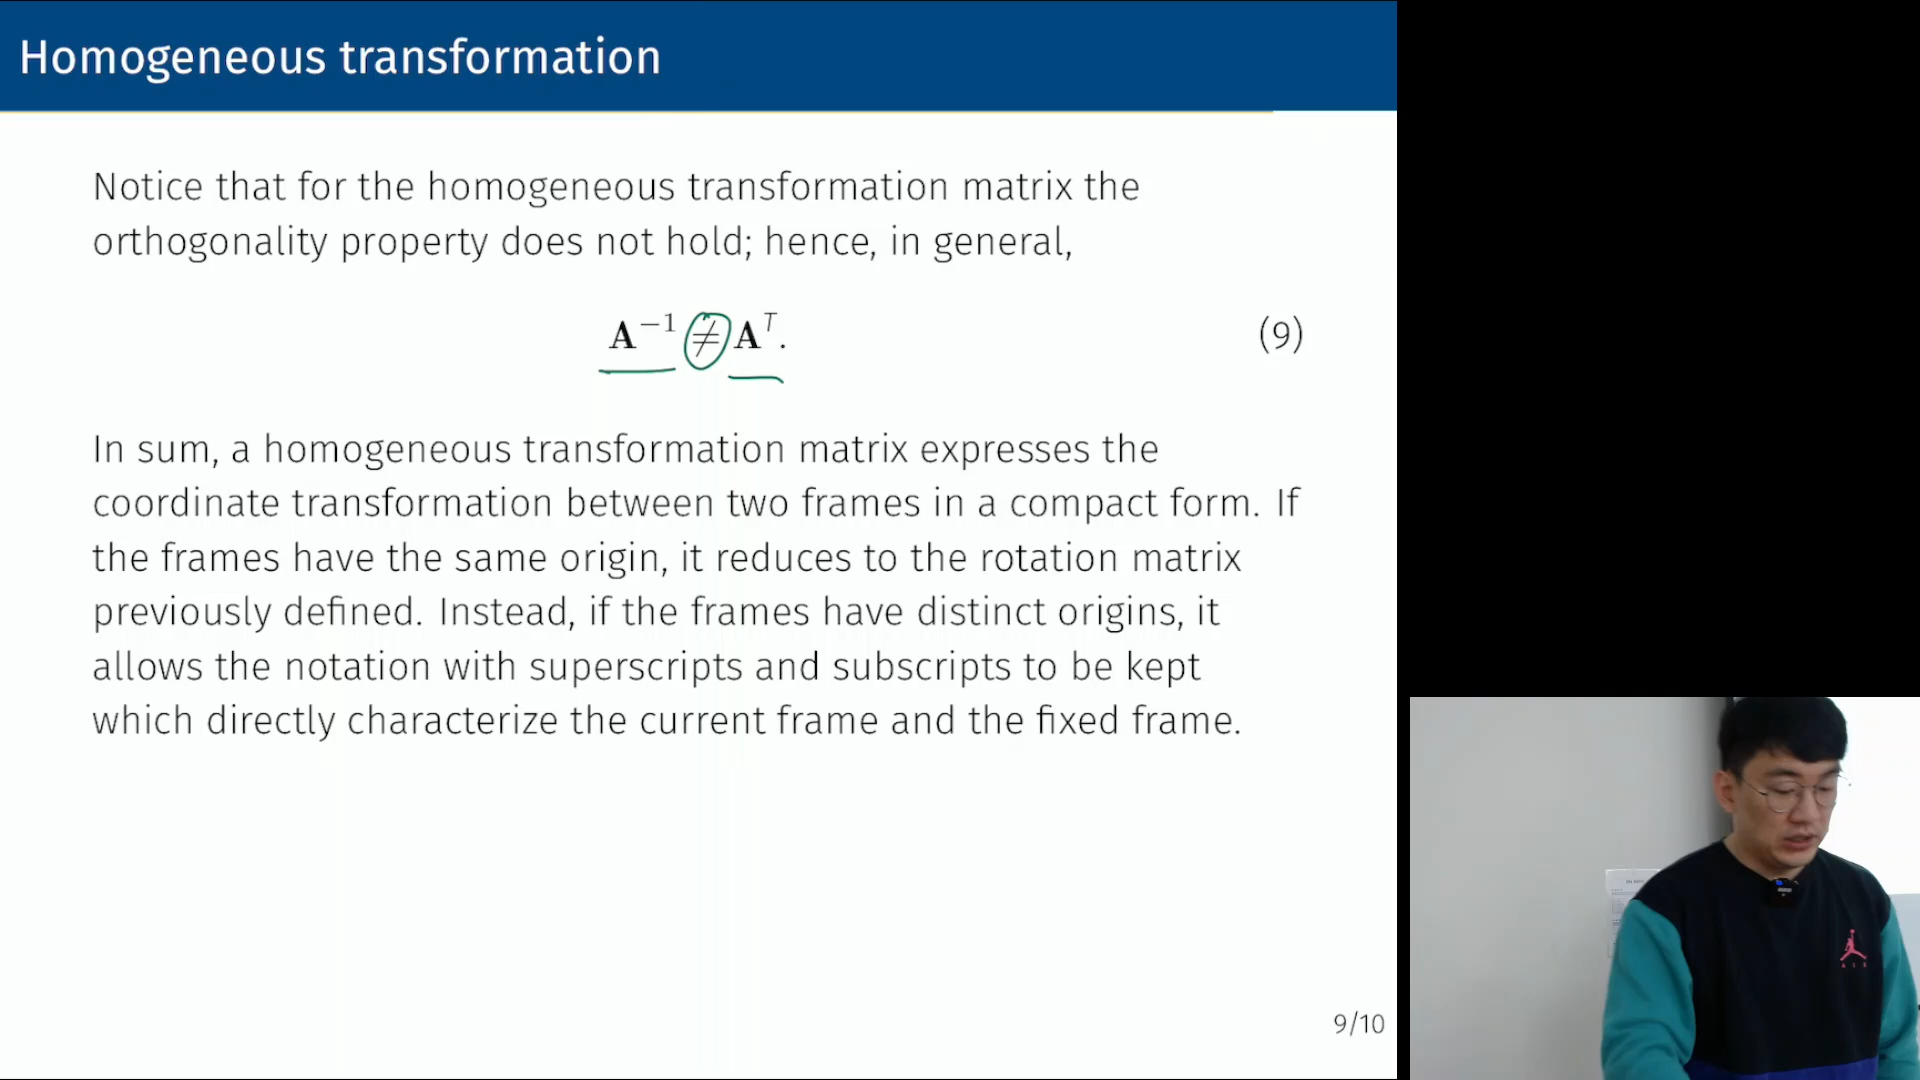 Homogeneous transformation
Notice that for the homogeneous transformation matrix the
orthogonality property does not hold; hence, in general,
A⁻¹ ≠ Aᵀ. (9)
In sum, a homogeneous transformation matrix expresses the
coordinate transformation between two frames in a compact form. If
the frames have the same origin, it reduces to the rotation matrix
previously defined. Instead, if the frames have distinct origins, it
allows the notation with superscripts and subscripts to be kept
which directly characterize the current frame and the fixed frame.
9/10